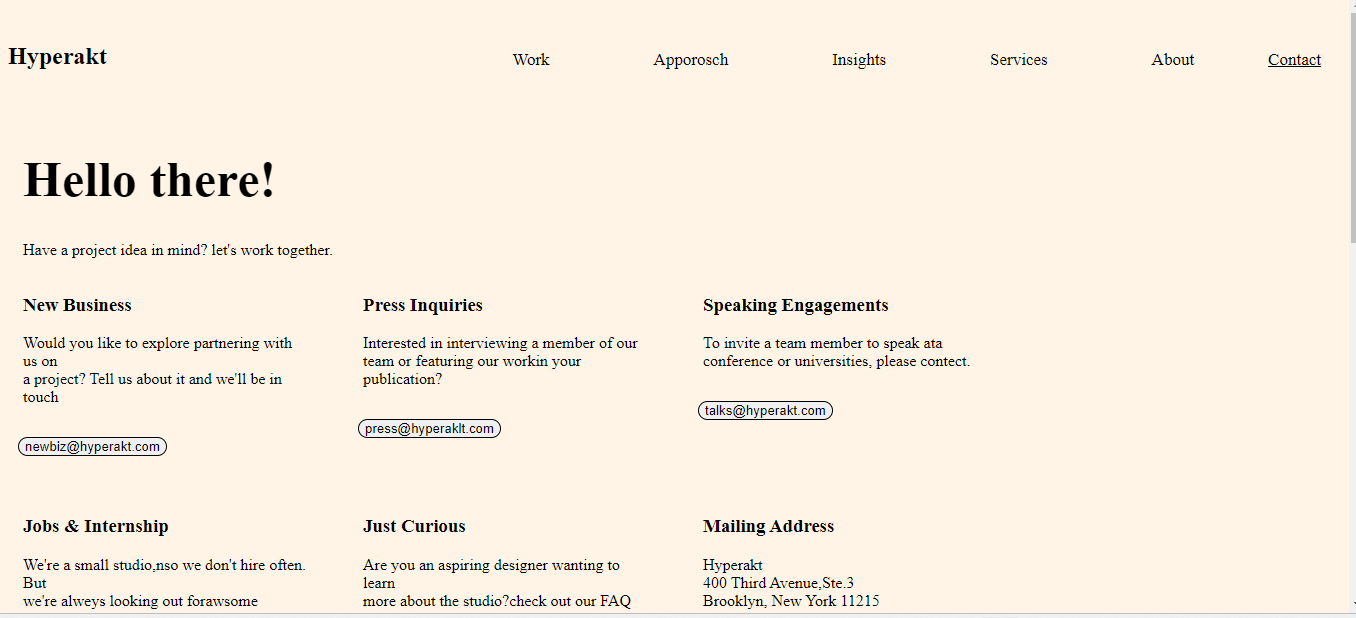 Hyperakt
Work
Apporosch
Insights
Services
About
Contact
Hello there!
Have a project idea in mind? let's work together.
New Business
Would you like to explore partnering with
us on
a project? Tell us about it and we'll be in
touch
newbiz@hyperakt.com
Press Inquiries
Interested in interviewing a member of our
team or featuring our workin your
publication?
press@hyperaklt.com
Speaking Engagements
To invite a team member to speak ata
conference or universities, please contect.
talks@hyperakt.com
Jobs & Internship
We're a small studio,nso we don't hire often.
But
we're alweys looking out forawsome
Just Curious
Are you an aspiring designer wanting to
learn
more about the studio?check out our FAQ
Mailing Address
Hyperakt
400 Third Avenue,Ste.3
Brooklyn, New York 11215